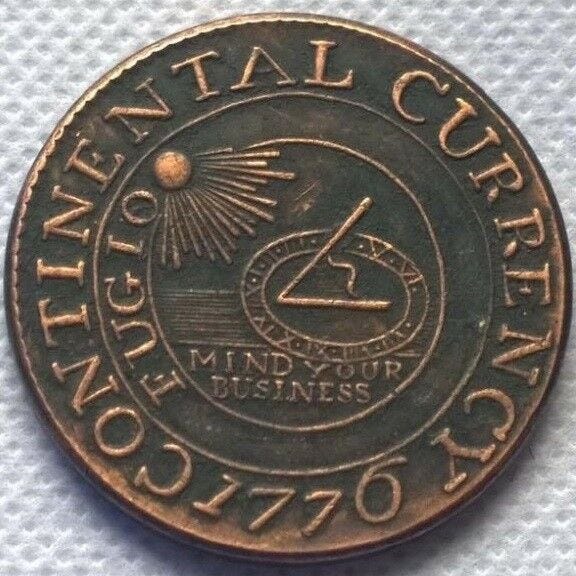 CONTINENTAL CURRENCY
1776
FUGIO
MIND YOUR
BUSINESS